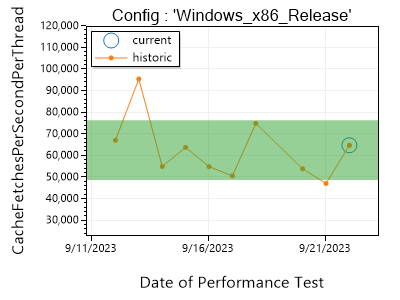 Config : 'Windows_x86_Release'
CacheFetchesPerSecondPerThread
120,000
110,000
100,000
90,000
80,000
70,000
60,000
50,000
40,000
30,000
current
historic
9/11/2023
9/16/2023
9/21/2023
Date of Performance Test